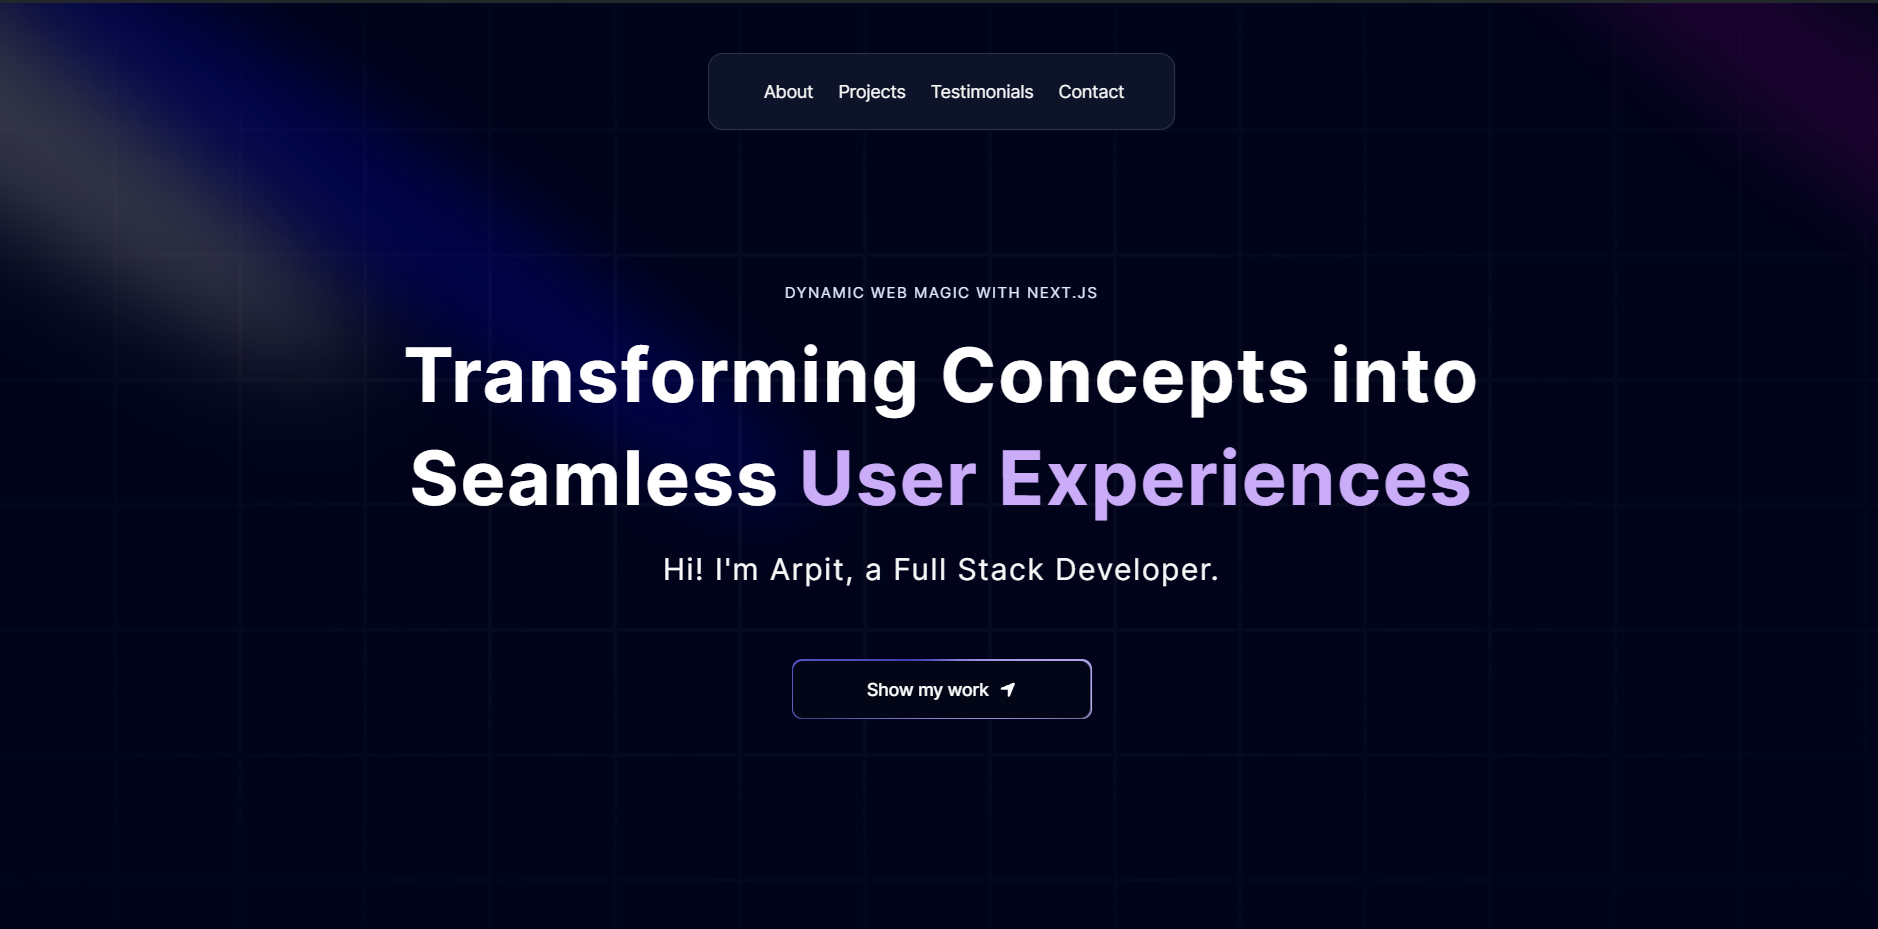 About Projects Testimonials Contact
DYNAMIC WEB MAGIC WITH NEXT.JS
Transforming Concepts into
Seamless User Experiences
Hi! I'm Arpit, a Full Stack Developer.
Show my work